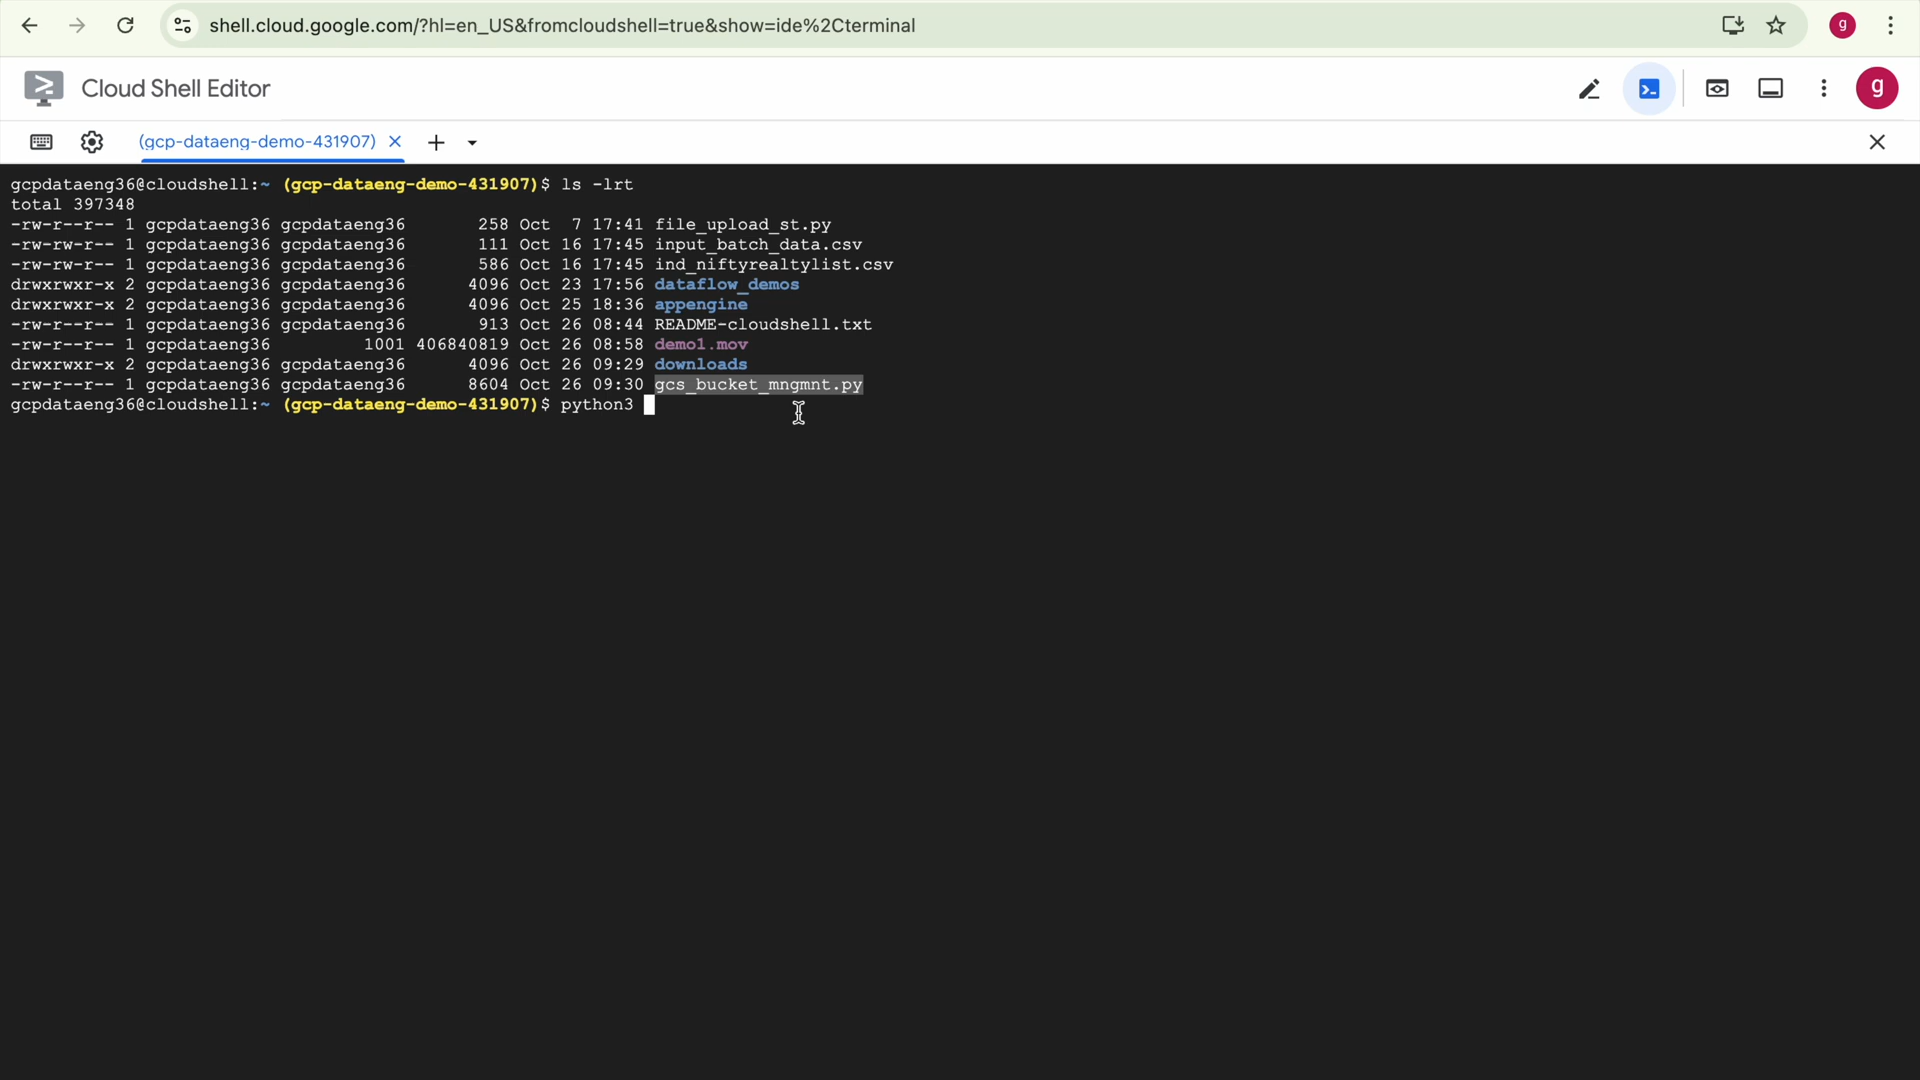 shell.cloud.google.com/?hl=en_US&fromcloudshell=true&show=ide%2Cterminal
g
Cloud Shell Editor
g
(gcp-dataeng-demo-431907)
gcpdataeng36@cloudshell:~ (gcp-dataeng-demo-431907)$ ls -lrt
total 397348
-rw-r--r-- 1 gcpdataeng36 gcpdataeng36       258 Oct  7 17:41 file_upload_st.py
-rw-rw-r-- 1 gcpdataeng36 gcpdataeng36       111 Oct 16 17:45 input_batch_data.csv
-rw-rw-r-- 1 gcpdataeng36 gcpdataeng36       586 Oct 16 17:45 ind_niftyrealtylist.csv
drwxrwxr-x 2 gcpdataeng36 gcpdataeng36      4096 Oct 23 17:56 dataflow_demos
drwxrwxr-x 2 gcpdataeng36 gcpdataeng36      4096 Oct 25 18:36 appengine
-rw-r--r-- 1 gcpdataeng36 gcpdataeng36       913 Oct 26 08:44 README-cloudshell.txt
-rw-r--r-- 1 gcpdataeng36         1001 406840819 Oct 26 08:58 demo1.mov
drwxrwxr-x 2 gcpdataeng36 gcpdataeng36      4096 Oct 26 09:29 downloads
-rw-r--r-- 1 gcpdataeng36 gcpdataeng36      8604 Oct 26 09:30 gcs_bucket_mngmnt.py
gcpdataeng36@cloudshell:~ (gcp-dataeng-demo-431907)$ python3